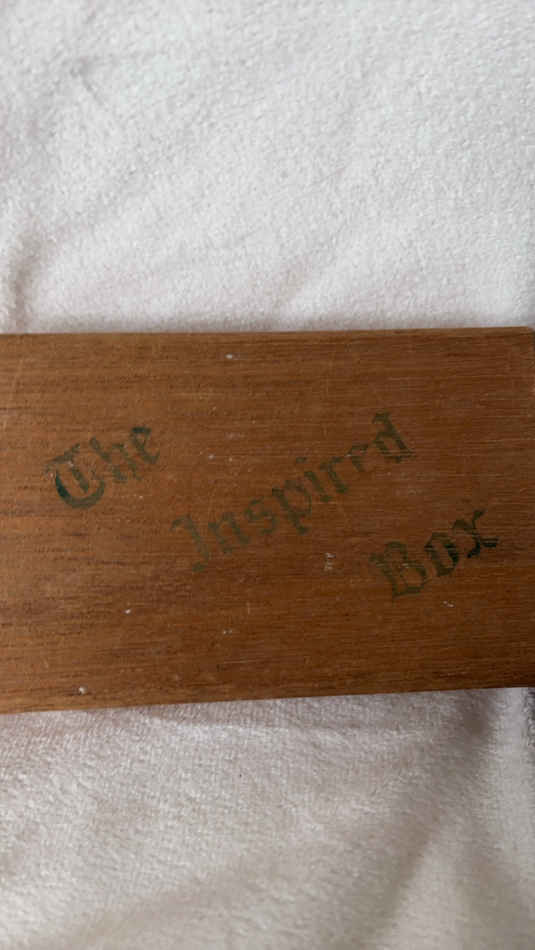 The
Inspired
Box